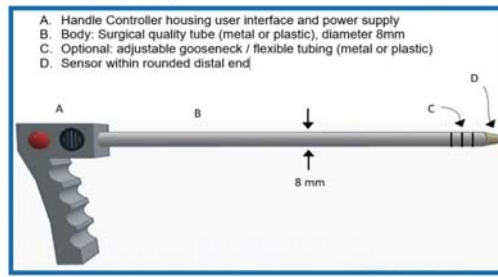 A. Handle Controller housing user interface and power supply
B. Body: Surgical quality tube (metal or plastic), diameter 8mm
C. Optional: adjustable gooseneck / flexible tubing (metal or plastic)
D. Sensor within rounded distal end
D
A
B
C
8 mm